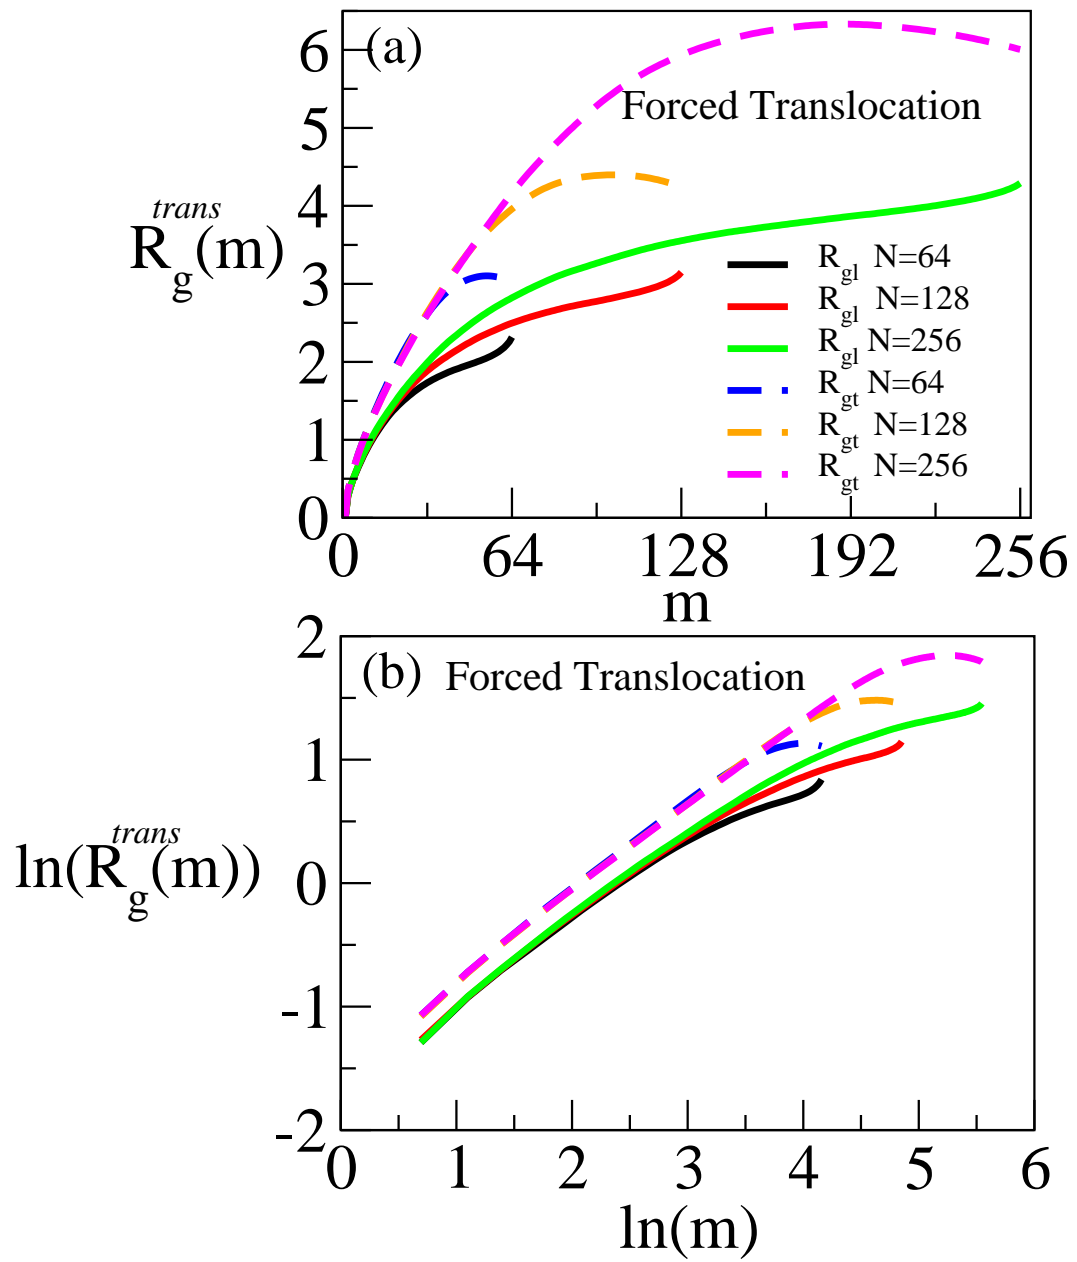 6
(a)
Forced Translocation
5
4
trans
R_g(m)
3
R_gl N=64
R_gl N=128
2
R_gl N=256
R_gt N=64
1
R_gt N=128
R_gt N=256
0
0 64 128 192 256
m
2
(b) Forced Translocation
1
trans
ln(R_g(m))
0
-1
-2
0 1 2 3 4 5 6
ln(m)